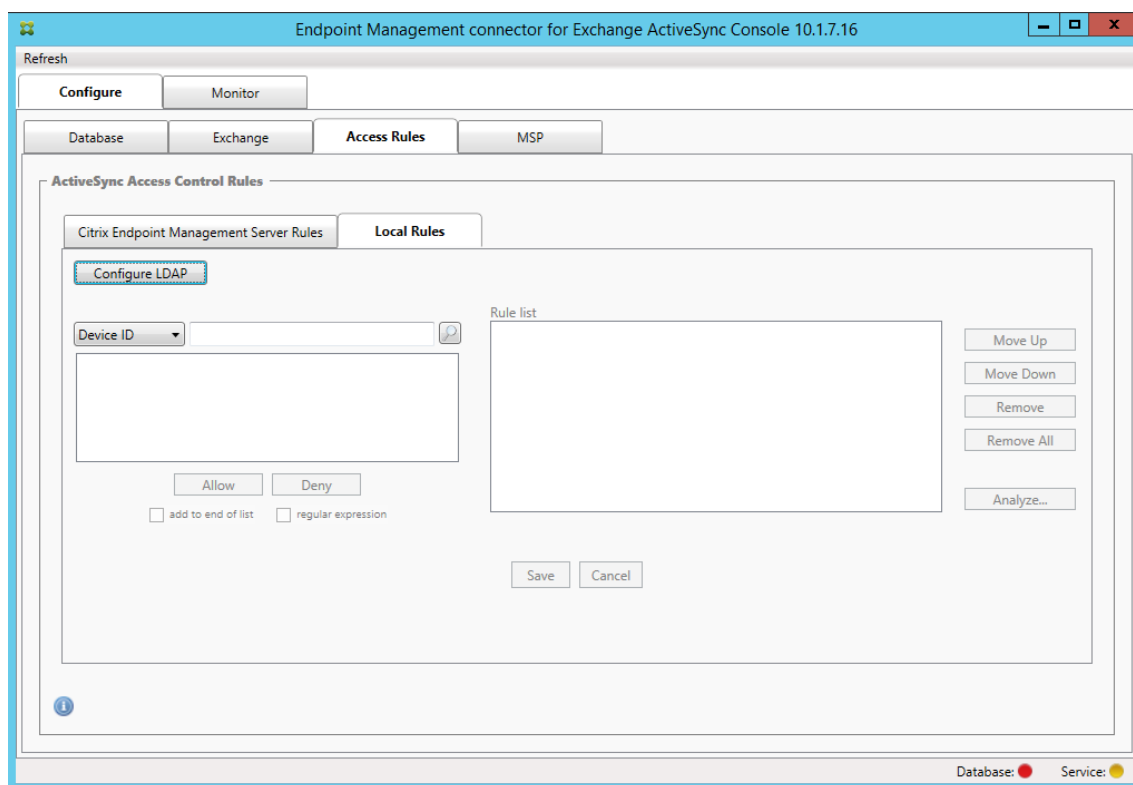 Endpoint Management connector for Exchange ActiveSync Console 10.1.7.16
Refresh
Configure
Monitor
Database
Exchange
Access Rules
MSP
ActiveSync Access Control Rules
Citrix Endpoint Management Server Rules
Local Rules
Configure LDAP
Device ID
Rule list
Move Up
Move Down
Remove
Remove All
Allow
Deny
Analyze...
add to end of list
regular expression
Save
Cancel
Database:
Service: